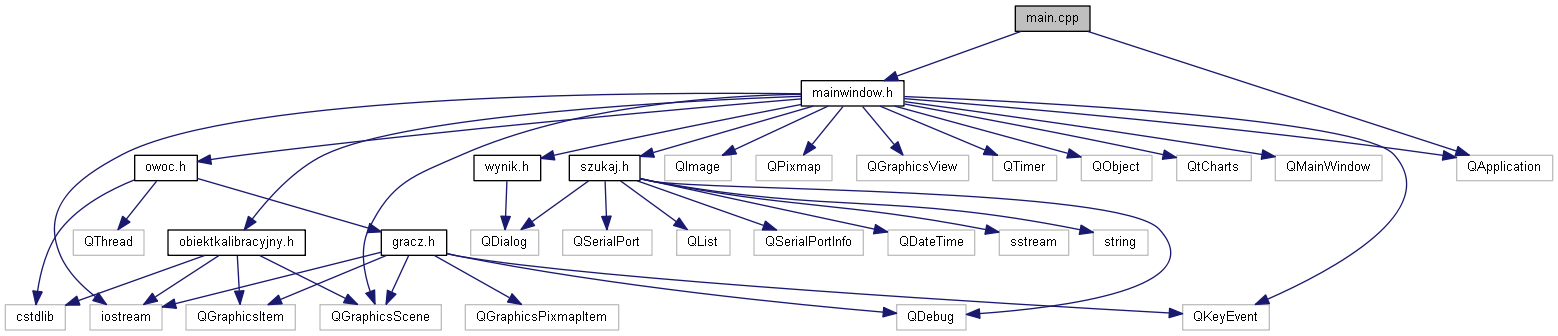 main.cpp
mainwindow.h
owoc.h
wynik.h
szukaj.h
QImage
QPixmap
QGraphicsView
QTimer
QObject
QtCharts
QMainWindow
QApplication
QThread
obiektkalibracyjny.h
gracz.h
QDialog
QSerialPort
QList
QSerialPortInfo
QDateTime
sstream
string
cstdlib
iostream
QGraphicsItem
QGraphicsScene
QGraphicsPixmapItem
QDebug
QKeyEvent